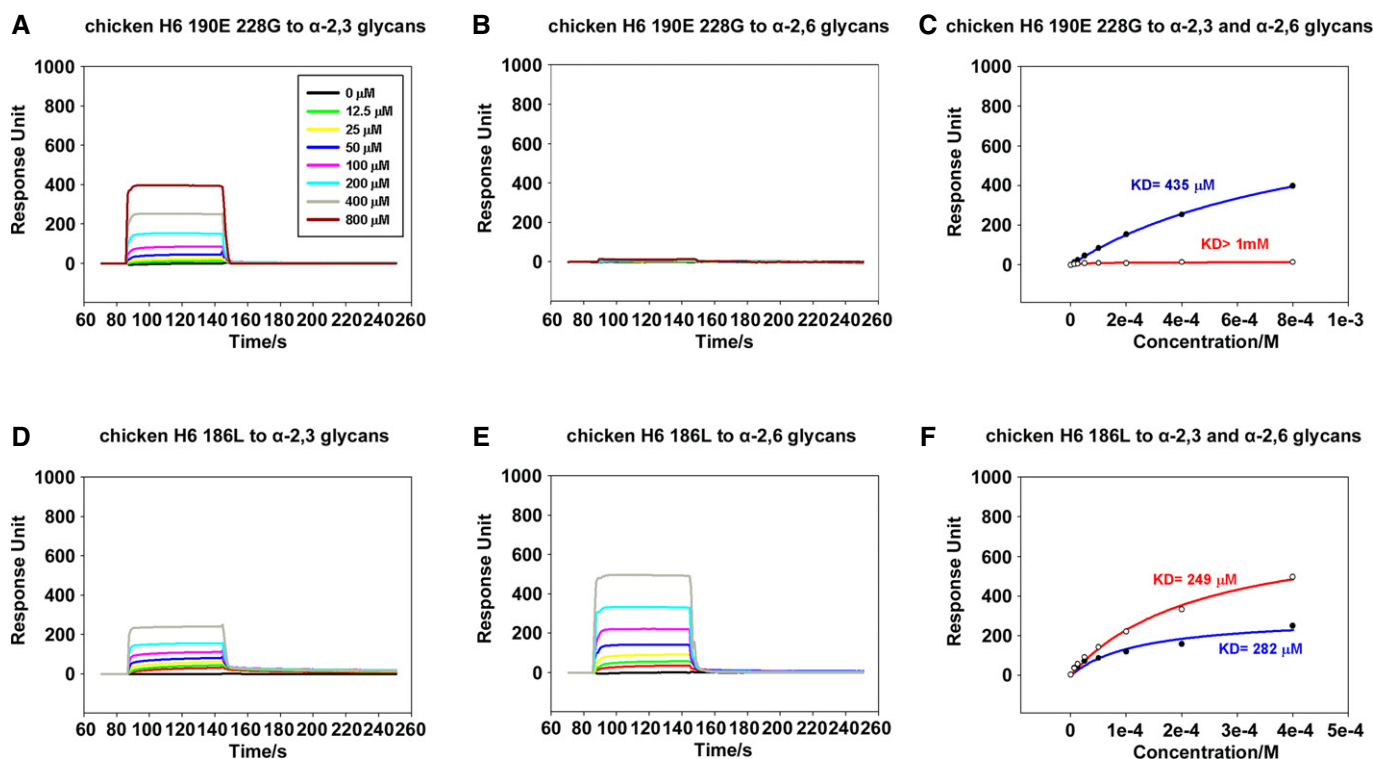 A chicken H6 190E 228G to α-2,3 glycans
1000
800
600
400
200
0
Response Unit
0 µM
12.5 µM
25 µM
50 µM
100 µM
200 µM
400 µM
800 µM
60 80 100 120 140 160 180 200 220 240 260
Time/s
B chicken H6 190E 228G to α-2,6 glycans
1000
800
600
400
200
0
Response Unit
60 80 100 120 140 160 180 200 220 240 260
Time/s
C chicken H6 190E 228G to α-2,3 and α-2,6 glycans
1000
800
600
400
200
0
Response Unit
KD= 435 µM
KD> 1mM
0 2e-4 4e-4 6e-4 8e-4 1e-3
Concentration/M
D chicken H6 186L to α-2,3 glycans
1000
800
600
400
200
0
Response Unit
60 80 100 120 140 160 180 200 220 240 260
Time/s
E chicken H6 186L to α-2,6 glycans
1000
800
600
400
200
0
Response Unit
60 80 100 120 140 160 180 200 220 240 260
Time/s
F chicken H6 186L to α-2,3 and α-2,6 glycans
1000
800
600
400
200
0
Response Unit
KD= 249 µM
KD= 282 µM
0 1e-4 2e-4 3e-4 4e-4 5e-4
Concentration/M